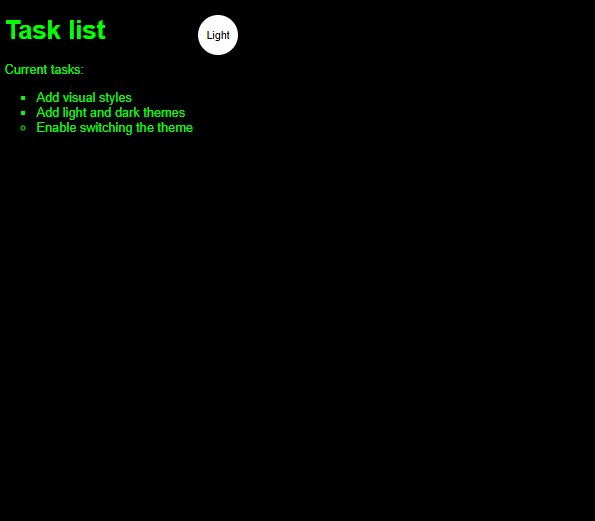 Task list
Light
Current tasks:
Add visual styles
Add light and dark themes
Enable switching the theme